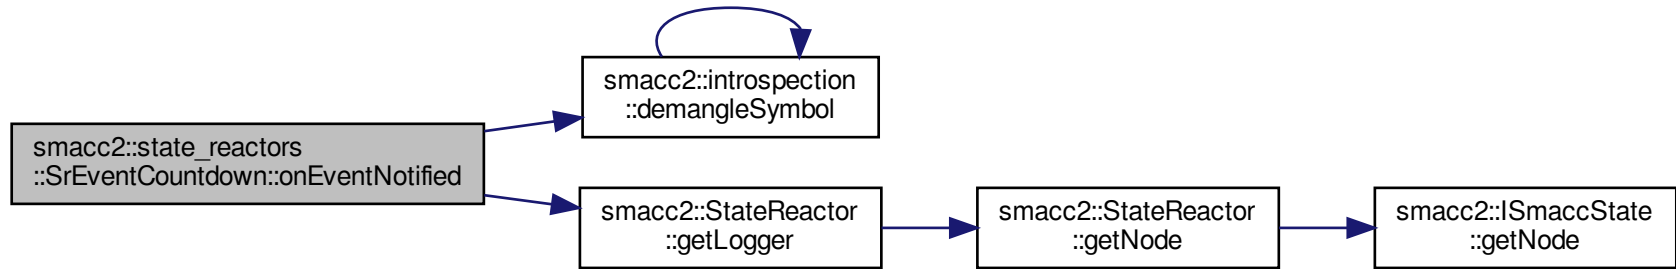 smacc2::introspection
::demangleSymbol
smacc2::state_reactors
::SrEventCountdown::onEventNotified
smacc2::StateReactor
::getLogger
smacc2::StateReactor
::getNode
smacc2::ISmaccState
::getNode